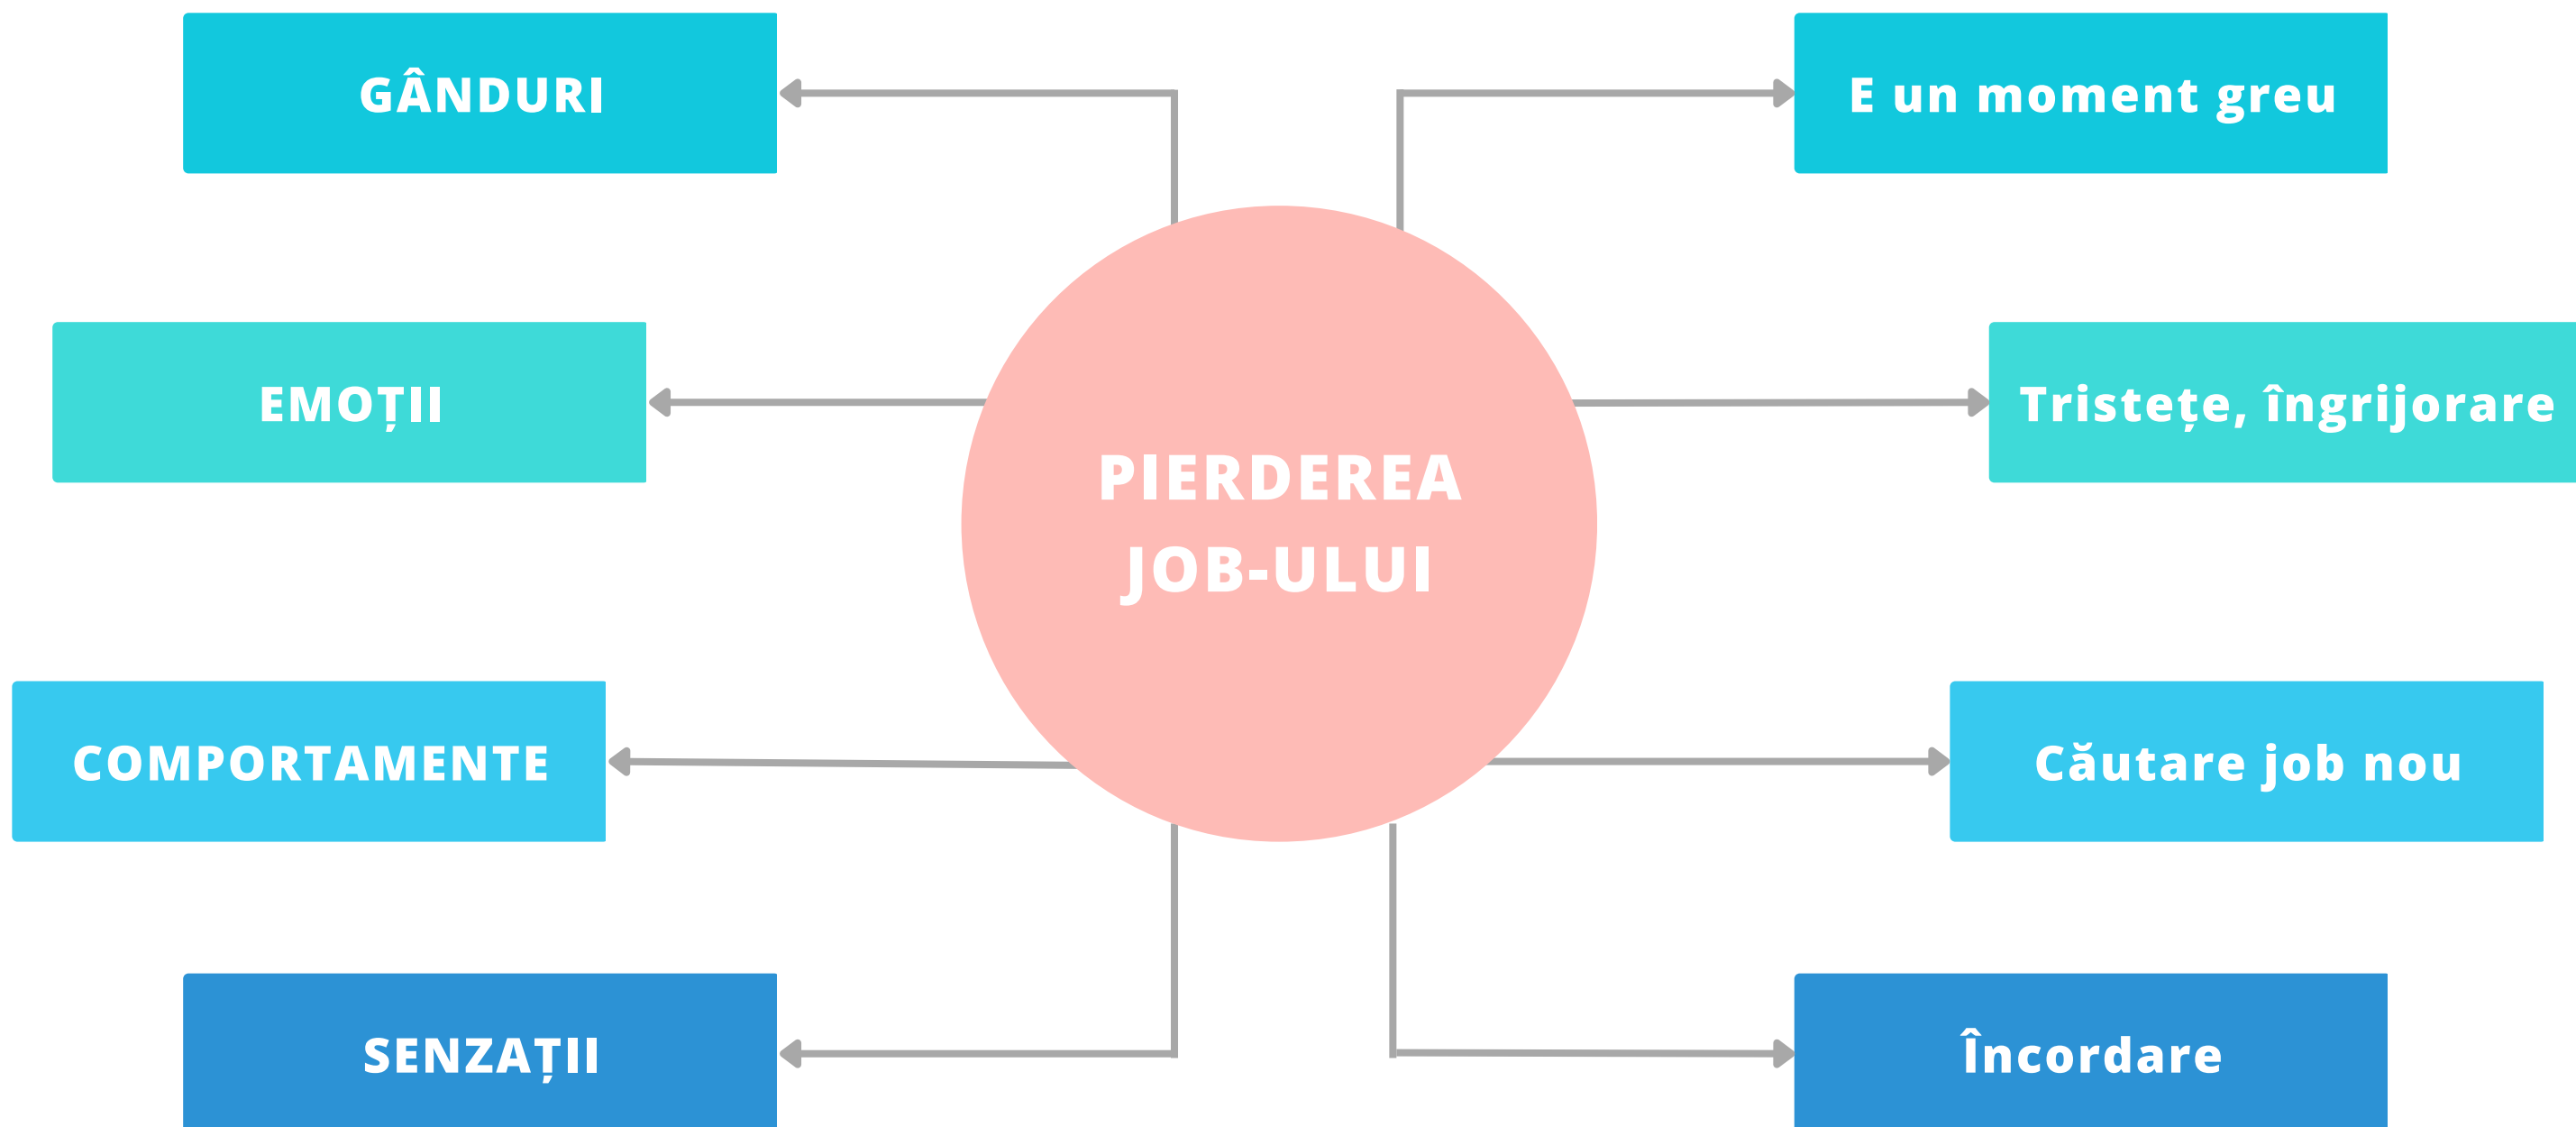 GÂNDURI
E un moment greu
EMOȚII
Tristețe, îngrijorare
PIERDEREA
JOB-ULUI
COMPORTAMENTE
Căutare job nou
SENZAȚII
Încordare